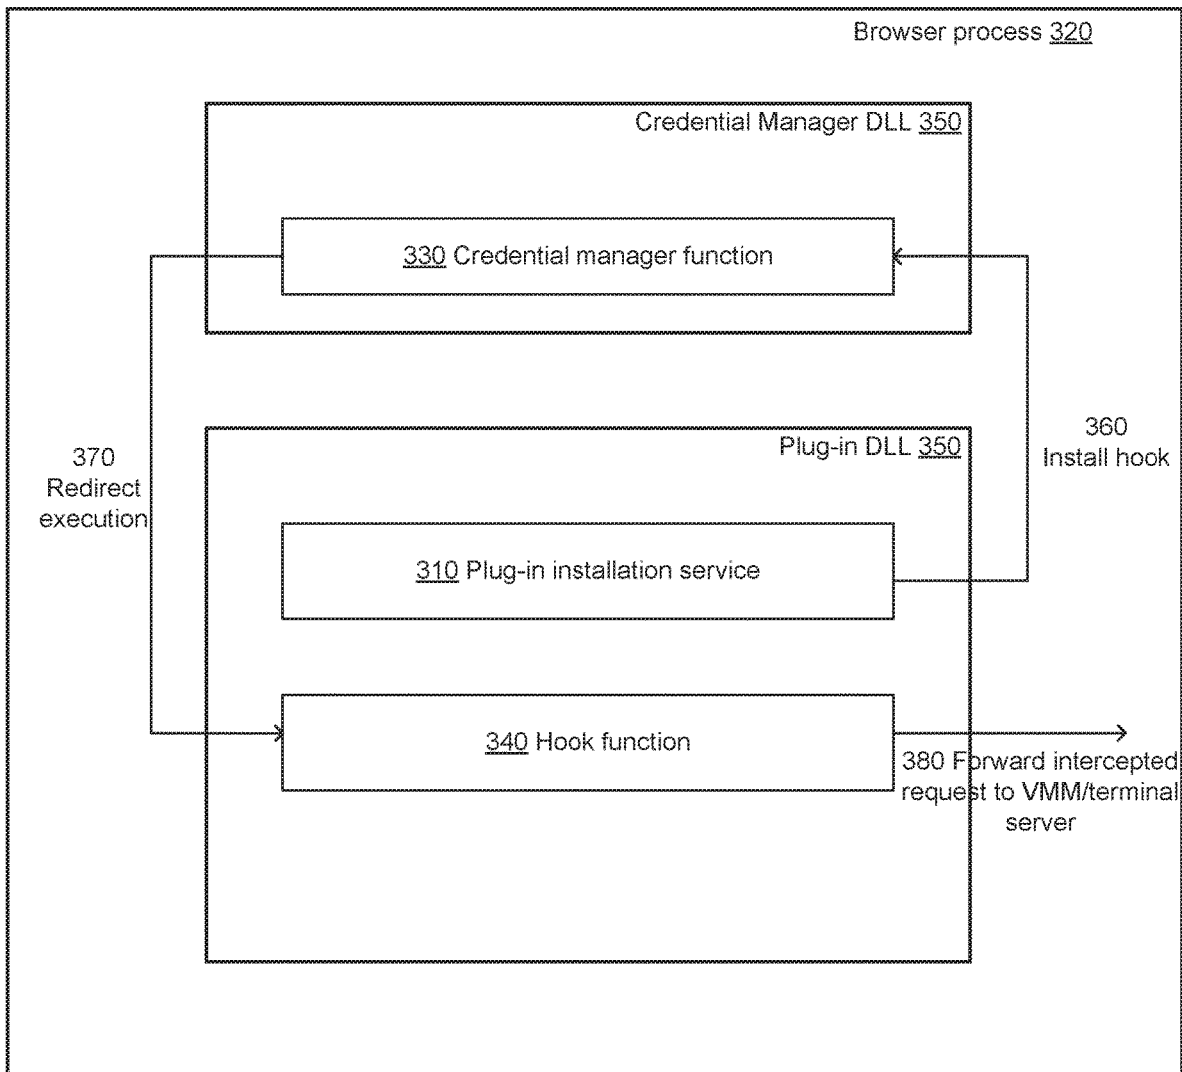 Browser process 320
Credential Manager DLL 350
330 Credential manager function
370
Redirect
execution
Plug-in DLL 350
360
Install hook
310 Plug-in installation service
340 Hook function
380 Forward intercepted
request to VMM/terminal
server